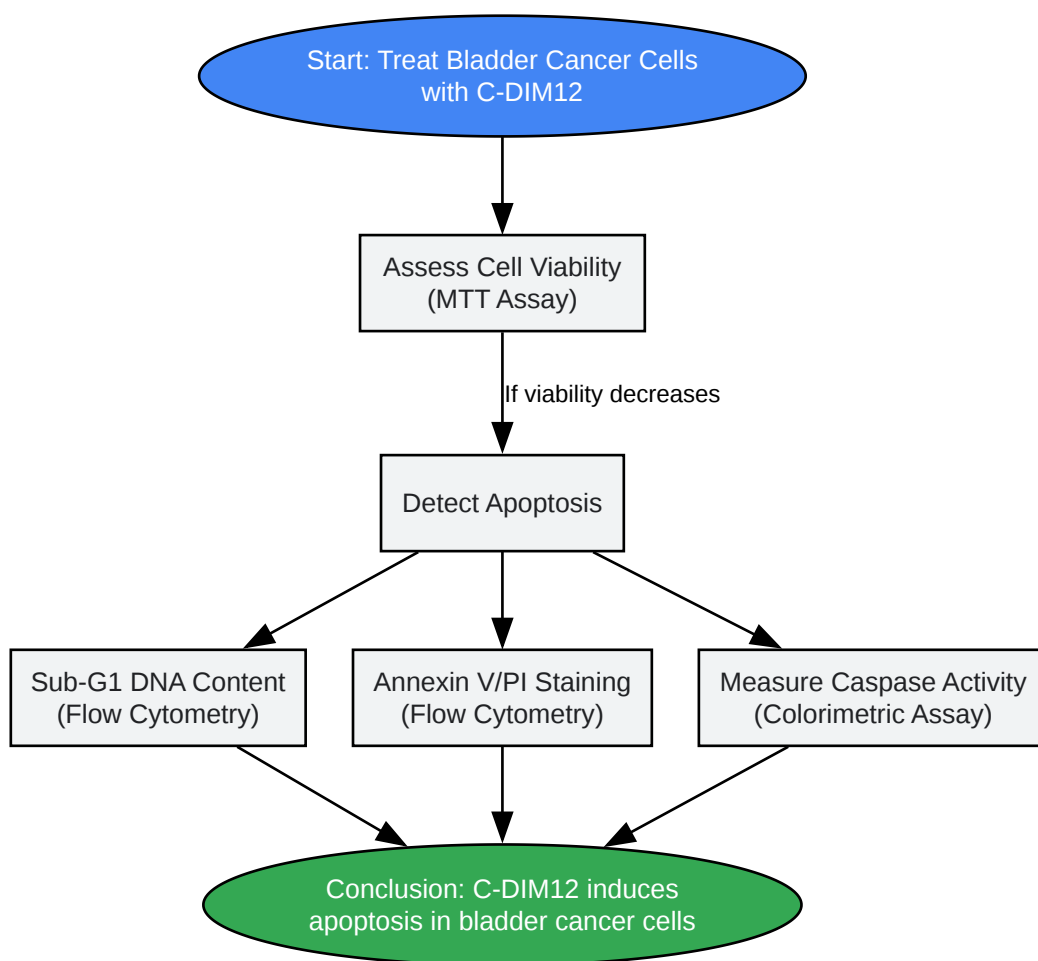 Start: Treat Bladder Cancer Cells
with C-DIM12
Assess Cell Viability
(MTT Assay)
If viability decreases
Detect Apoptosis
Sub-G1 DNA Content
(Flow Cytometry)
Annexin V/PI Staining
(Flow Cytometry)
Measure Caspase Activity
(Colorimetric Assay)
Conclusion: C-DIM12 induces
apoptosis in bladder cancer cells